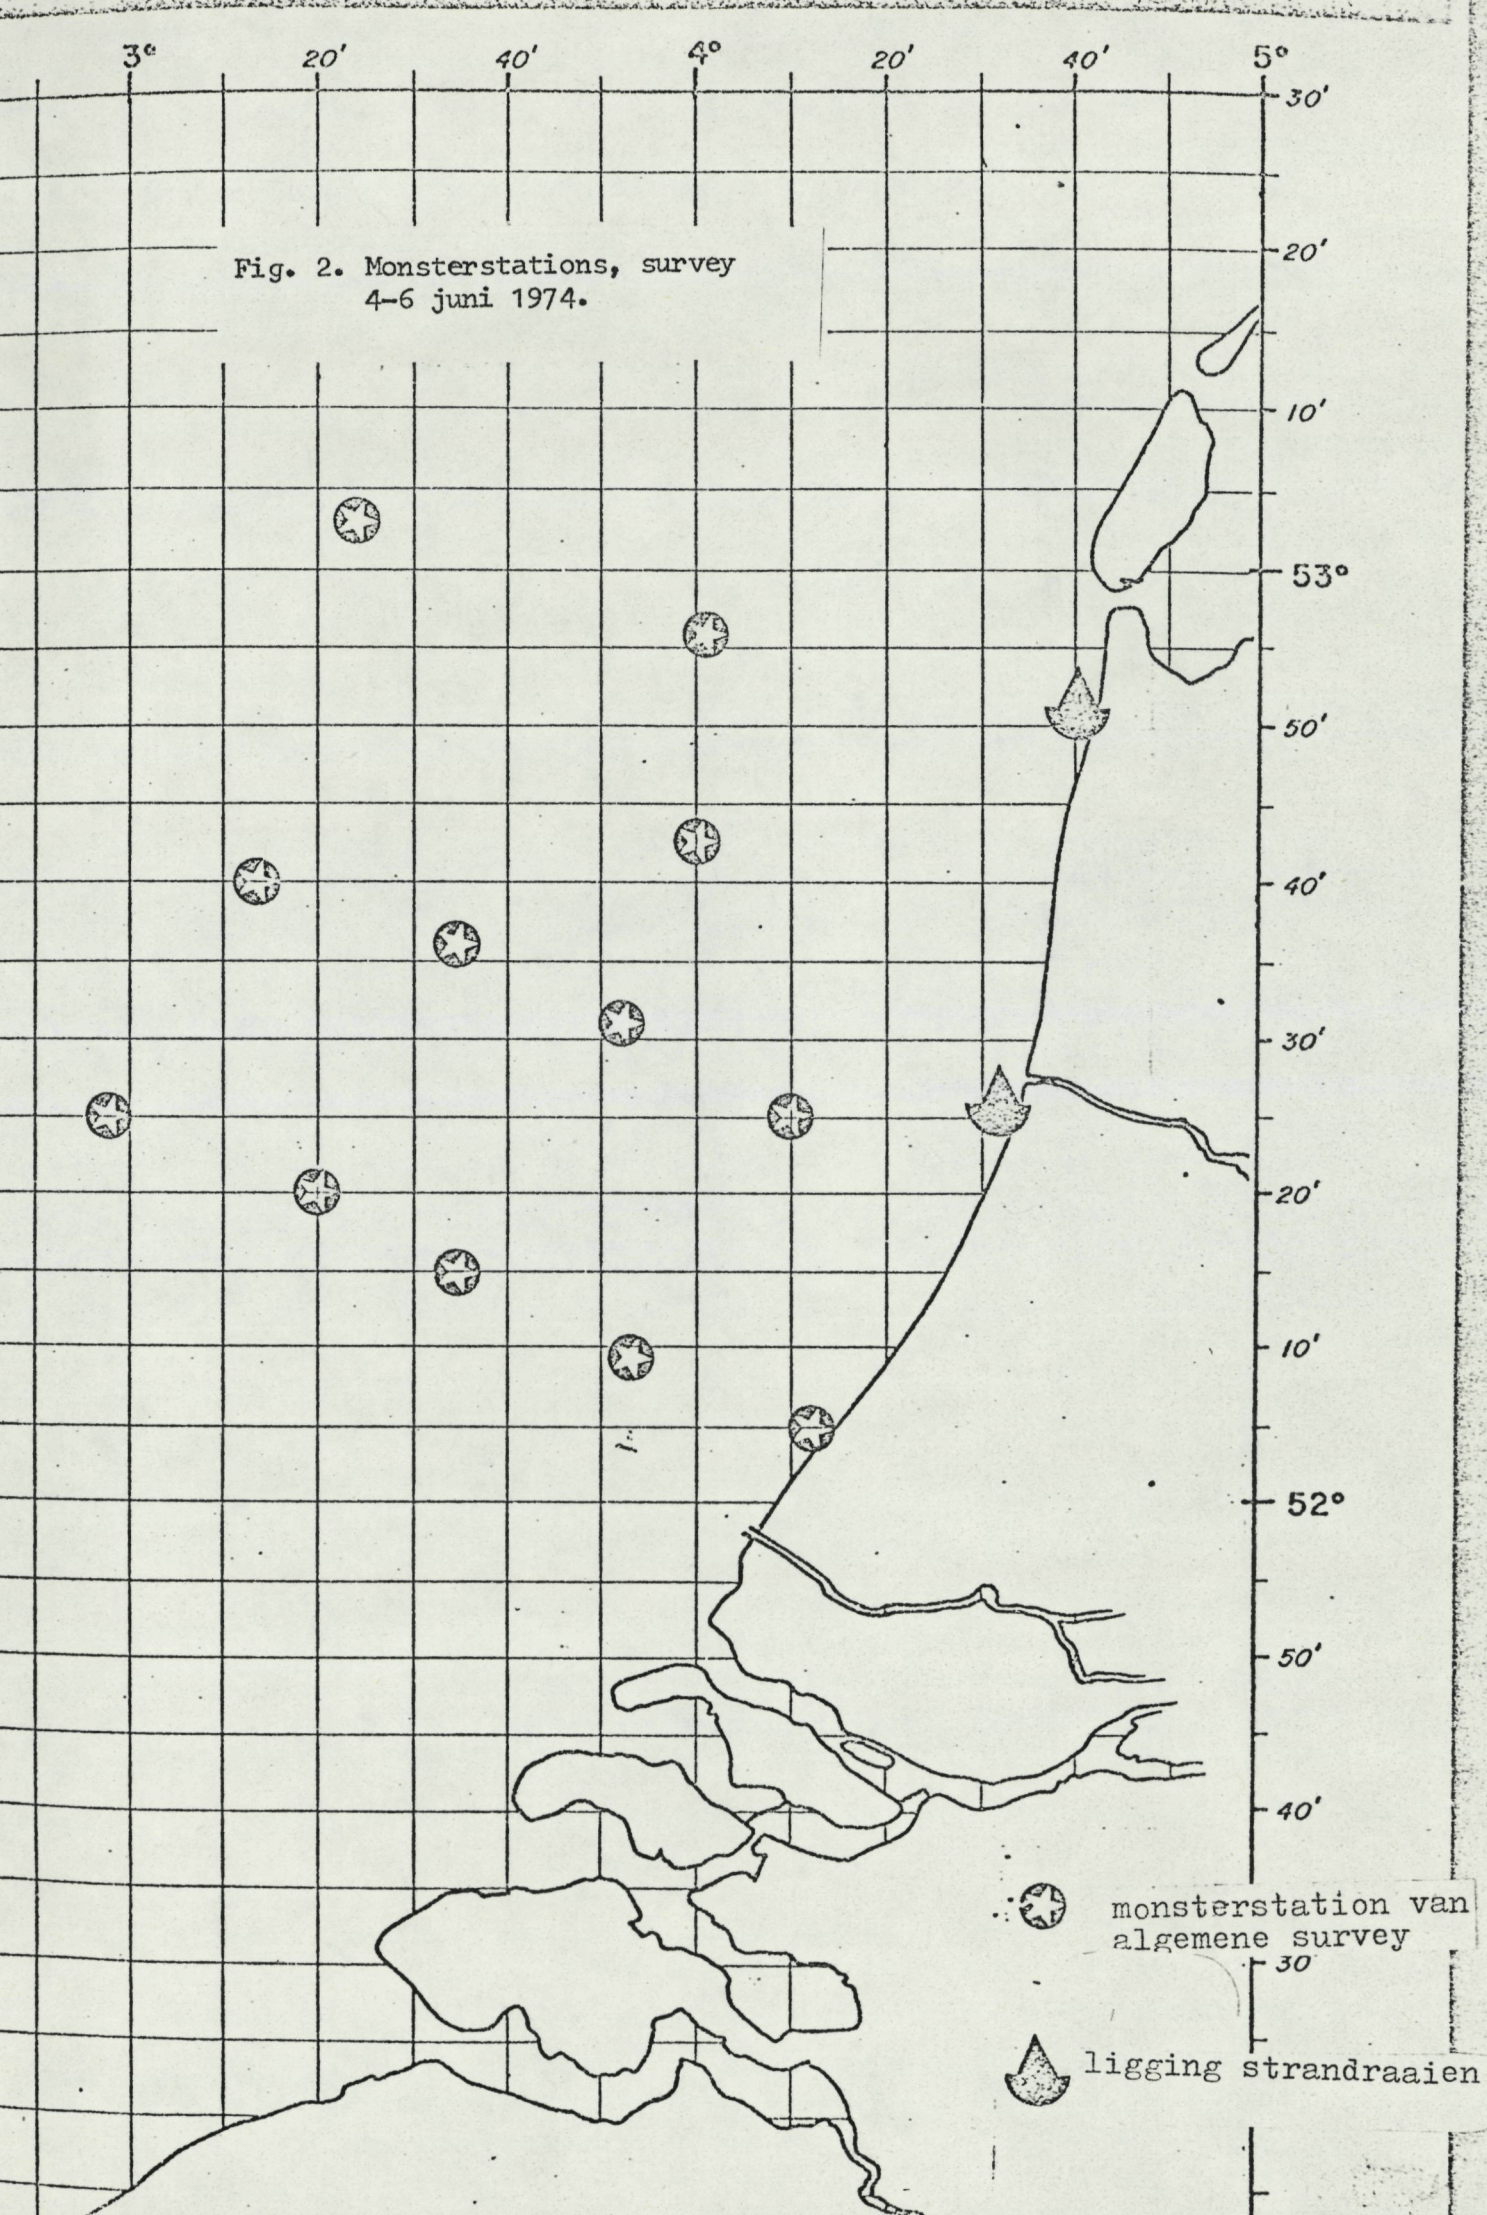 3° 20' 40' 4° 20' 40' 5°
30'
20'
Fig. 2. Monsterstations, survey
4-6 juni 1974.
10'
53°
50'
40'
30'
20'
10'
52°
50'
40'
monsterstation van
algemene survey
30
ligging strandraaien